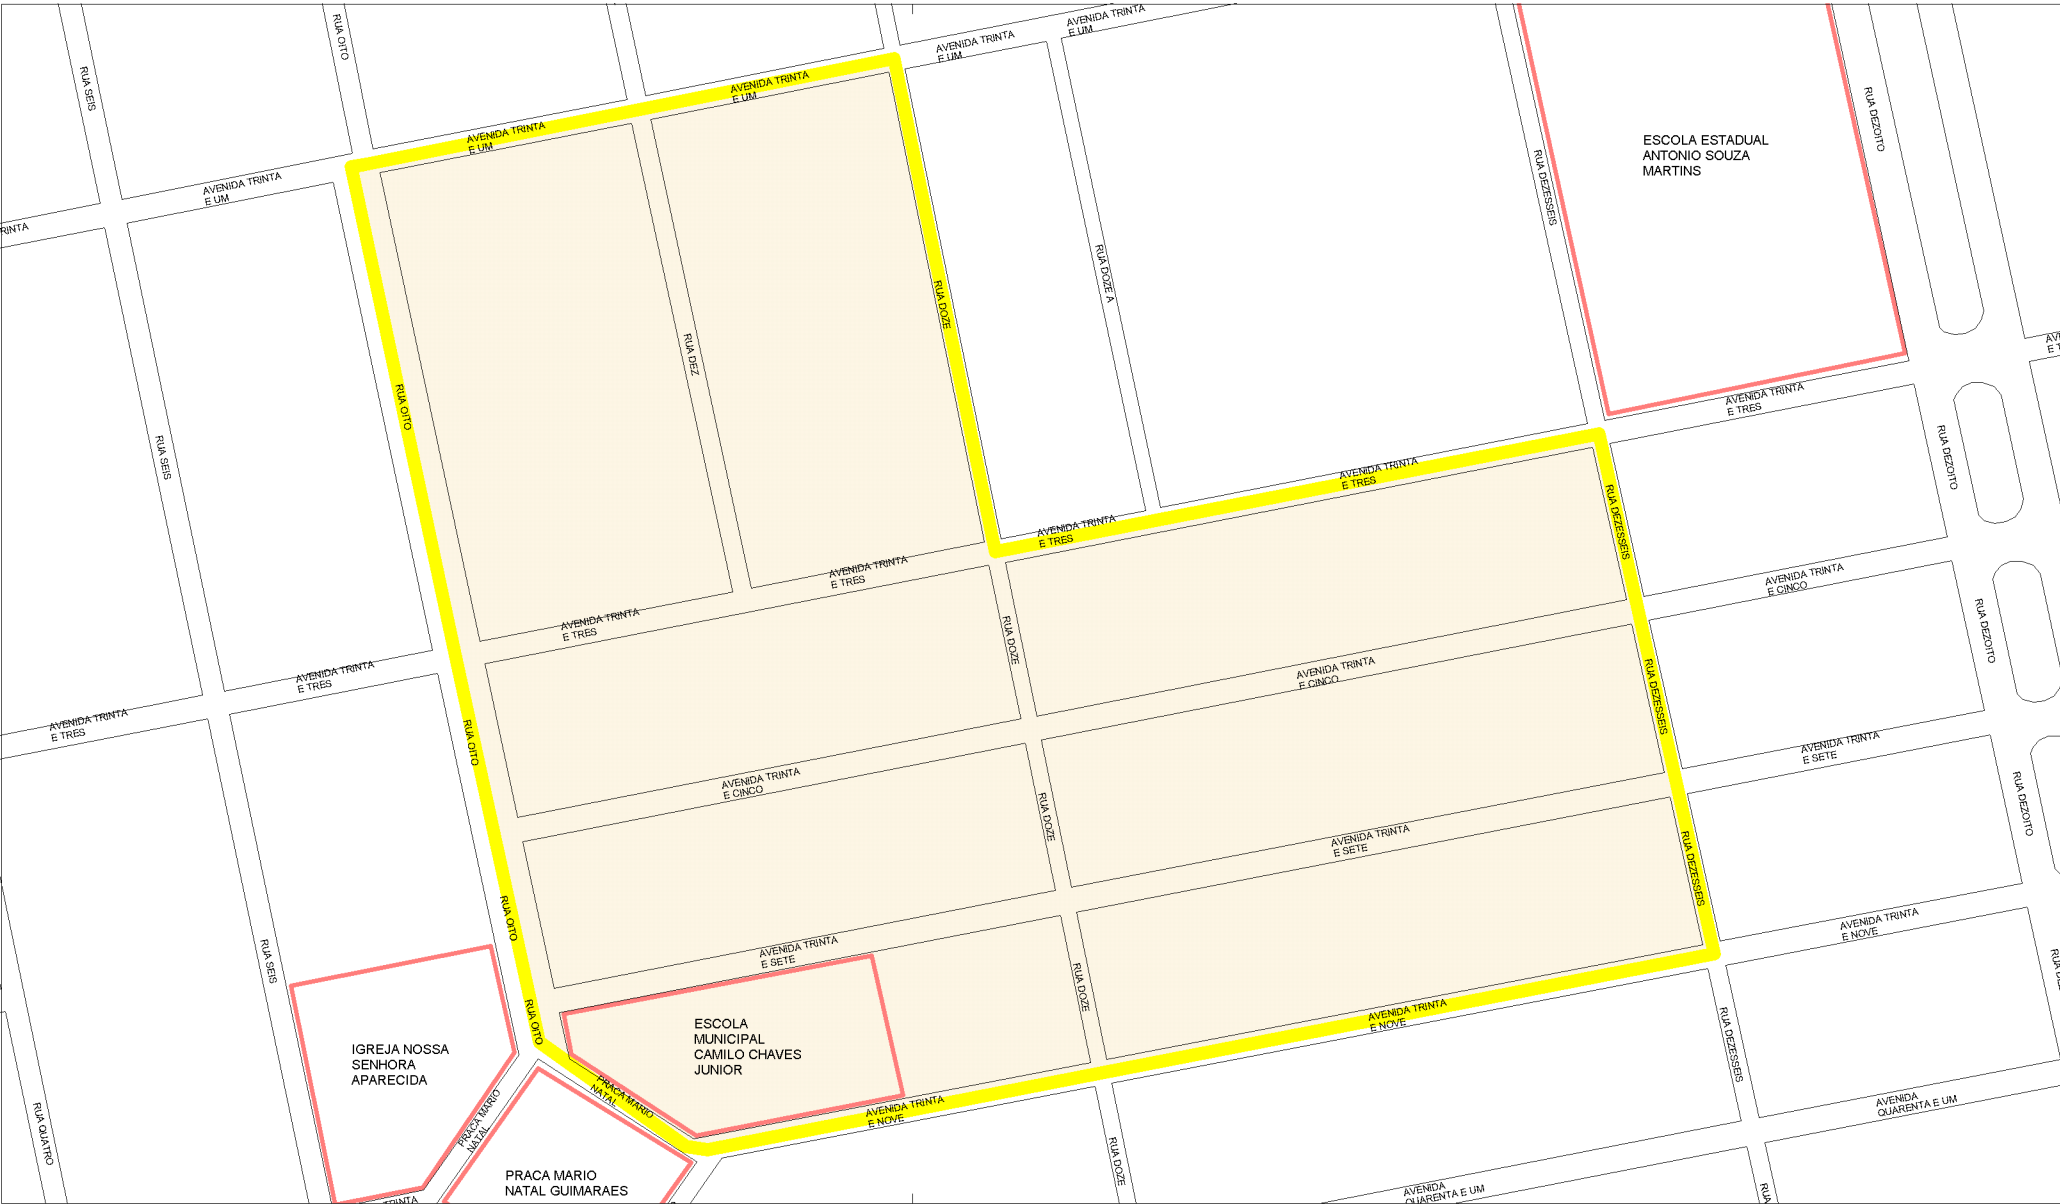 AVENIDA TRINTA
E UM
AVENIDA TRINTA
E UM
RUA OITO
RUA SEIS
AVENIDA TRINTA
E UM
AVENIDA TRINTA
E UM
AVENIDA TRINTA
E UM
RINTA
RUA DEZOITO
ESCOLA ESTADUAL
ANTONIO SOUZA
MARTINS
RUA DEZESSEIS
RUA DOZE A
RUA DOZE
RUA DEZ
RUA OITO
RUA SEIS
AVENIDA TRINTA
E TRES
RUA DEZOITO
AVENIDA TRINTA
E TRES
RUA DEZESSEIS
AVENIDA TRINTA
E TRES
AVENIDA TRINTA
E TRES
AVENIDA TRINTA
E CINCO
AVENIDA TRINTA
E TRES
RUA DOZE
RUA DEZOITO
AVENIDA TRINTA
E TRES
AVENIDA TRINTA
E CINCO
RUA DEZESSEIS
AVENIDA TRINTA
E TRES
RUA OITO
AVENIDA TRINTA
E SETE
AVENIDA TRINTA
E CINCO
RUA DOZE
RUA DEZOITO
AVENIDA TRINTA
E SETE
RUA DEZESSEIS
RUA OITO
AVENIDA TRINTA
E NOVE
AVENIDA TRINTA
E SETE
RUA SEIS
RUA DOZE
RUA OITO
AVENIDA TRINTA
E NOVE
RUA DEZESSEIS
ESCOLA
MUNICIPAL
CAMILO CHAVES
JUNIOR
IGREJA NOSSA
SENHORA
APARECIDA
PRACA MARIO
NATAL
PRACA MARIO
NATAL
AVENIDA TRINTA
E NOVE
AVENIDA
QUARENTA E UM
RUA QUATRO
RUA DOZE
PRACA MARIO
NATAL GUIMARAES
AVENIDA
QUARENTA E UM
RUA
TRINTA